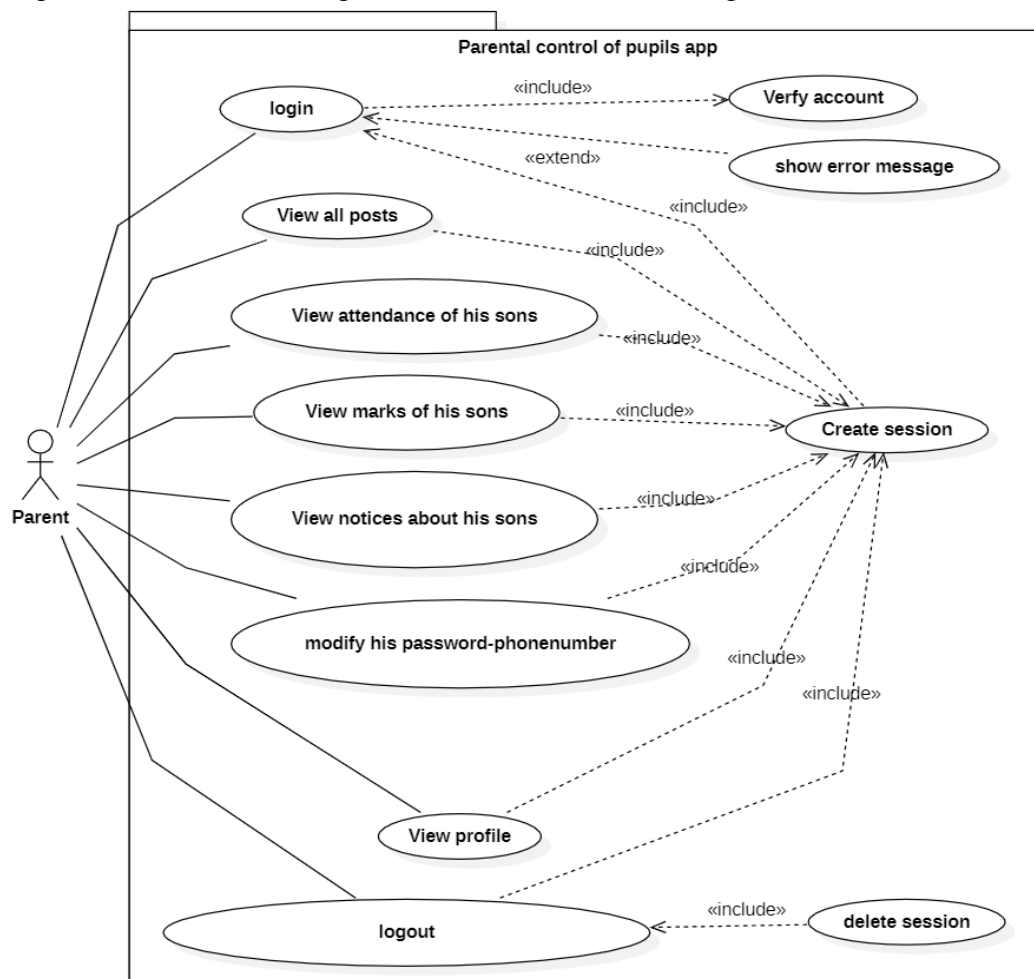 Parental control of pupils app
login
«include»
Verfy account
«extend»
show error message
«include»
View all posts
«include»
View attendance of his sons
«include»
View marks of his sons
«include»
Create session
View notices about his sons
«include»
Parent
«include»
modify his password-phonenumber
«include»
«include»
View profile
logout
«include»
delete session